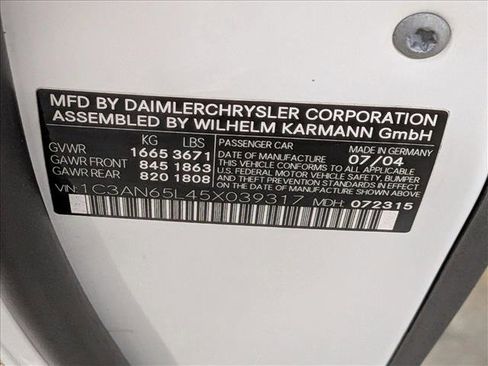 MFD BY DAIMLERCHRYSLER CORPORATION
ASSEMBLED BY WILHELM KARMANN GmbH
KG LBS PASSENGER CAR
GVWR 1665 3671 DATE OF MANUFACTURE 07/04
GAWR FRONT 845 1863 THIS VEHICLE CONFORMS TO ALL APPLICABLE
U.S. FEDERAL MOTOR VEHICLE SAFETY, BUMPER
GAWR REAR 820 1808 AND THEFT PREVENTION STANDARDS IN EFFECT
ON THE DATE OF MANUFACTURE SHOWN ABOVE
VIN: 1C3AN65L45X039317 MDH: 072315